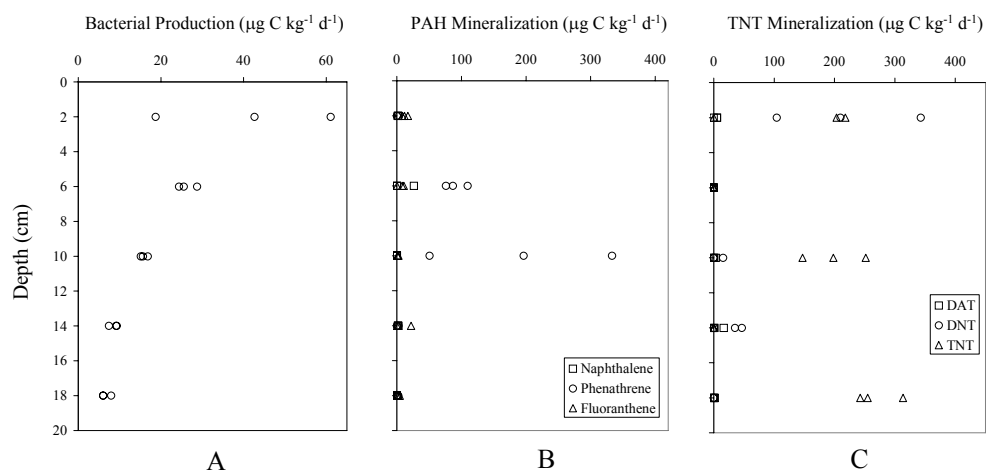 Bacterial Production (µg C kg⁻¹ d⁻¹)
PAH Mineralization (µg C kg⁻¹ d⁻¹)
TNT Mineralization (µg C kg⁻¹ d⁻¹)
0 20 40 60
0 100 200 300 400
0 100 200 300 400
Depth (cm)
0
2
4
6
8
10
12
14
16
18
20
Naphthalene
Phenathrene
Fluoranthene
DAT
DNT
TNT
A
B
C